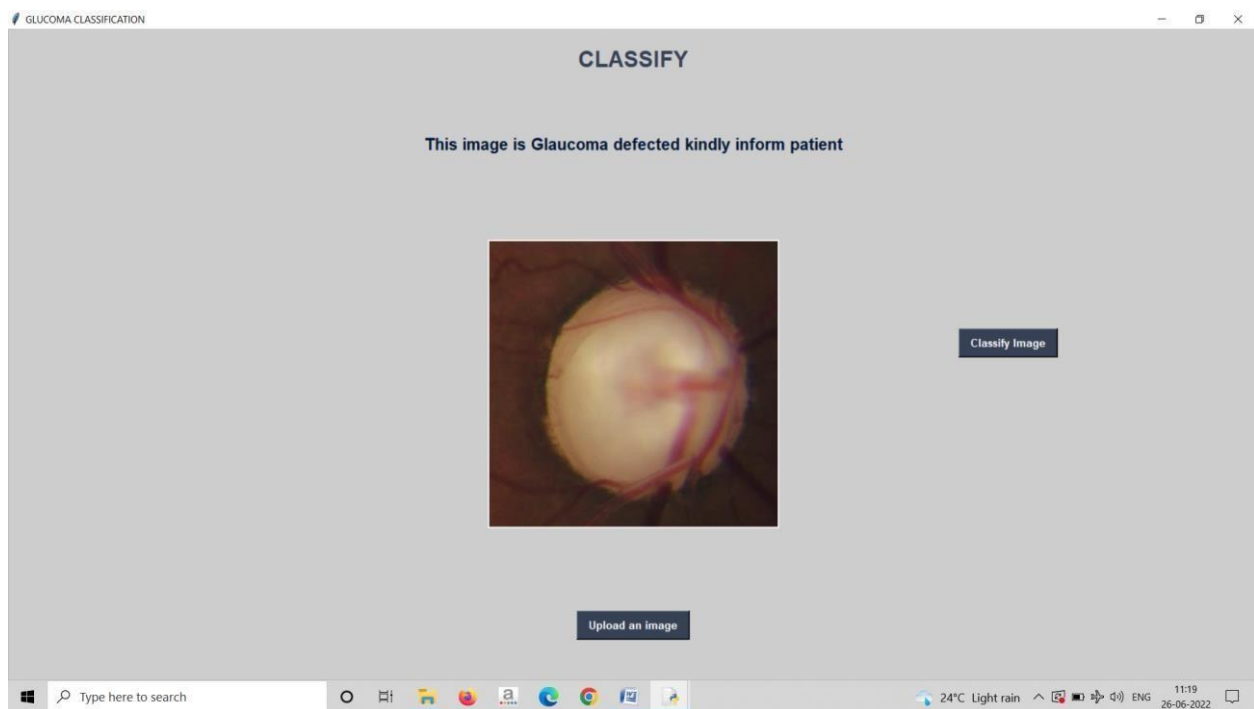 GLUCOMA CLASSIFICATION
CLASSIFY
This image is Glaucoma defected kindly inform patient
Classify Image
Upload an image
Type here to search
a
24°C Light rain
ENG
11:19
26-06-2022